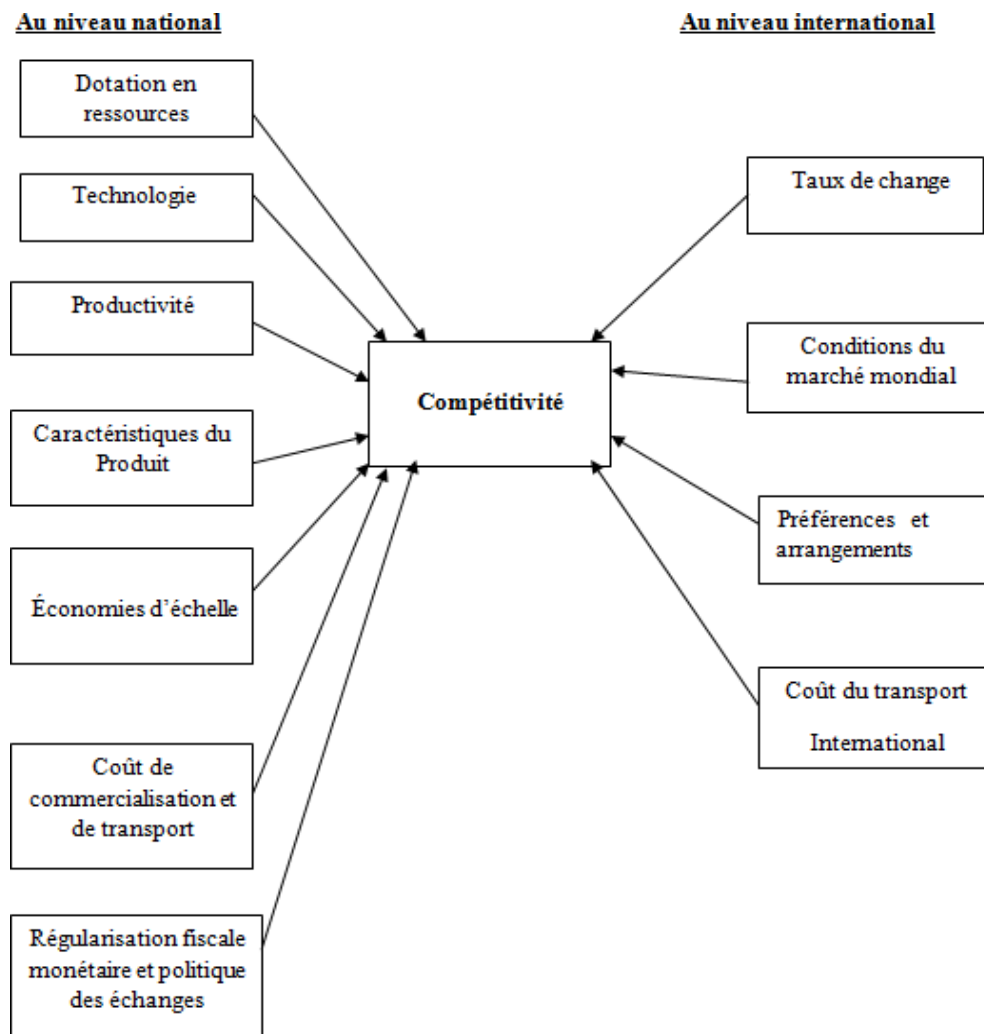 Au niveau national
Au niveau international
Dotation en
ressources
Technologie
Productivité
Caractéristiques du
Produit
Économies d'échelle
Coût de
commercialisation et
de transport
Régularisation fiscale
monétaire et politique
des échanges
Compétitivité
Taux de change
Conditions du
marché mondial
Préférences et
arrangements
Coût du transport
International